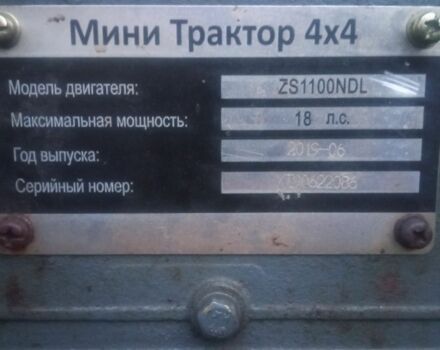 Мини Трактор 4х4
Модель двигателя: ZS1100NDL
Максимальная мощность: 18 л.с.
Год выпуска: 2019-06
Серийный номер: